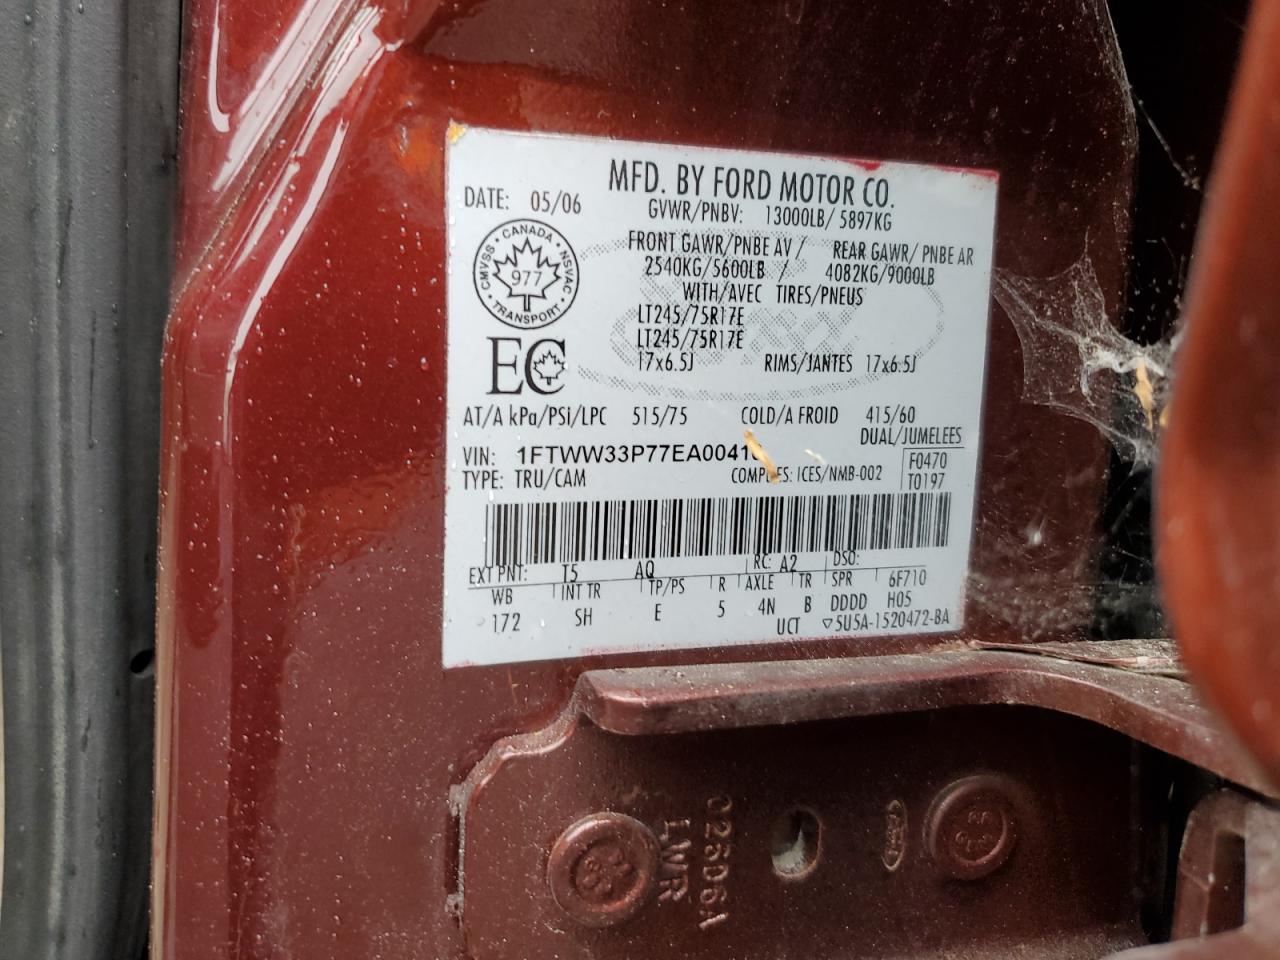 MFD. BY FORD MOTOR CO.
DATE: 05/06
GVWR/PNBV: 13000LB/ 5897KG
FRONT GAWR/PNBE AV/ REAR GAWR/ PNBE AR
2540KG/5600LB / 4082KG/9000LB
WITH/AVEC TIRES/PNEUS
CANADA
CMVSS
NSVAC
977
TRANSPORT
LT245/75R17E
LT245/75R17E
EC
17x6.5J RIMS/JANTES 17x6.5J
AT/A kPa/PSi/LPC 515/75 COLD/A FROID 415/60
DUAL/JUMELEES
VIN:
TYPE: TRU/CAM ICES/NMB-002
F0470
T0197
EXT PNT: T5 AQ RC: A2 DSO:
WB INT TR TP/PS R AXLE TR SPR 6F710
172 SH E 5 4N B DDDD H05
UCT ▽5U5A-1520472-BA
02506A
LWR